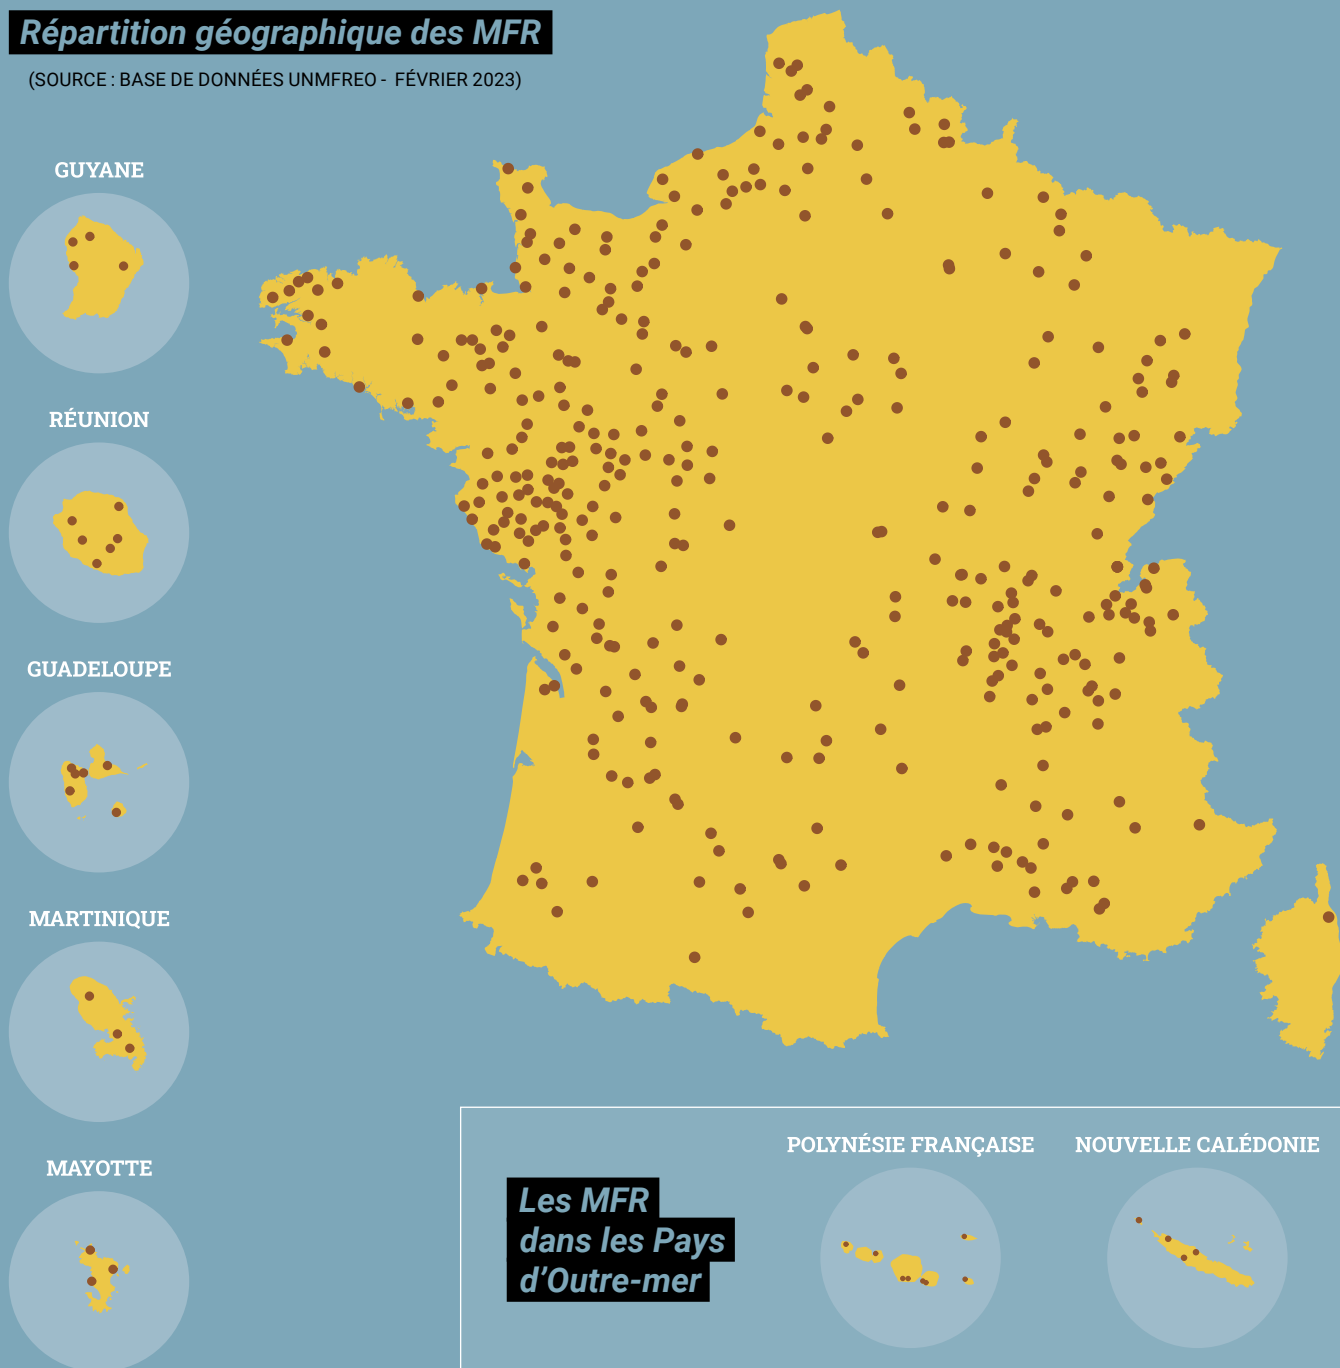 Répartition géographique des MFR
(SOURCE : BASE DE DONNÉES UNMFREO - FÉVRIER 2023)
GUYANE
RÉUNION
GUADELOUPE
MARTINIQUE
MAYOTTE
Les MFR
dans les Pays
d'Outre-mer
POLYNÉSIE FRANÇAISE
NOUVELLE CALÉDONIE